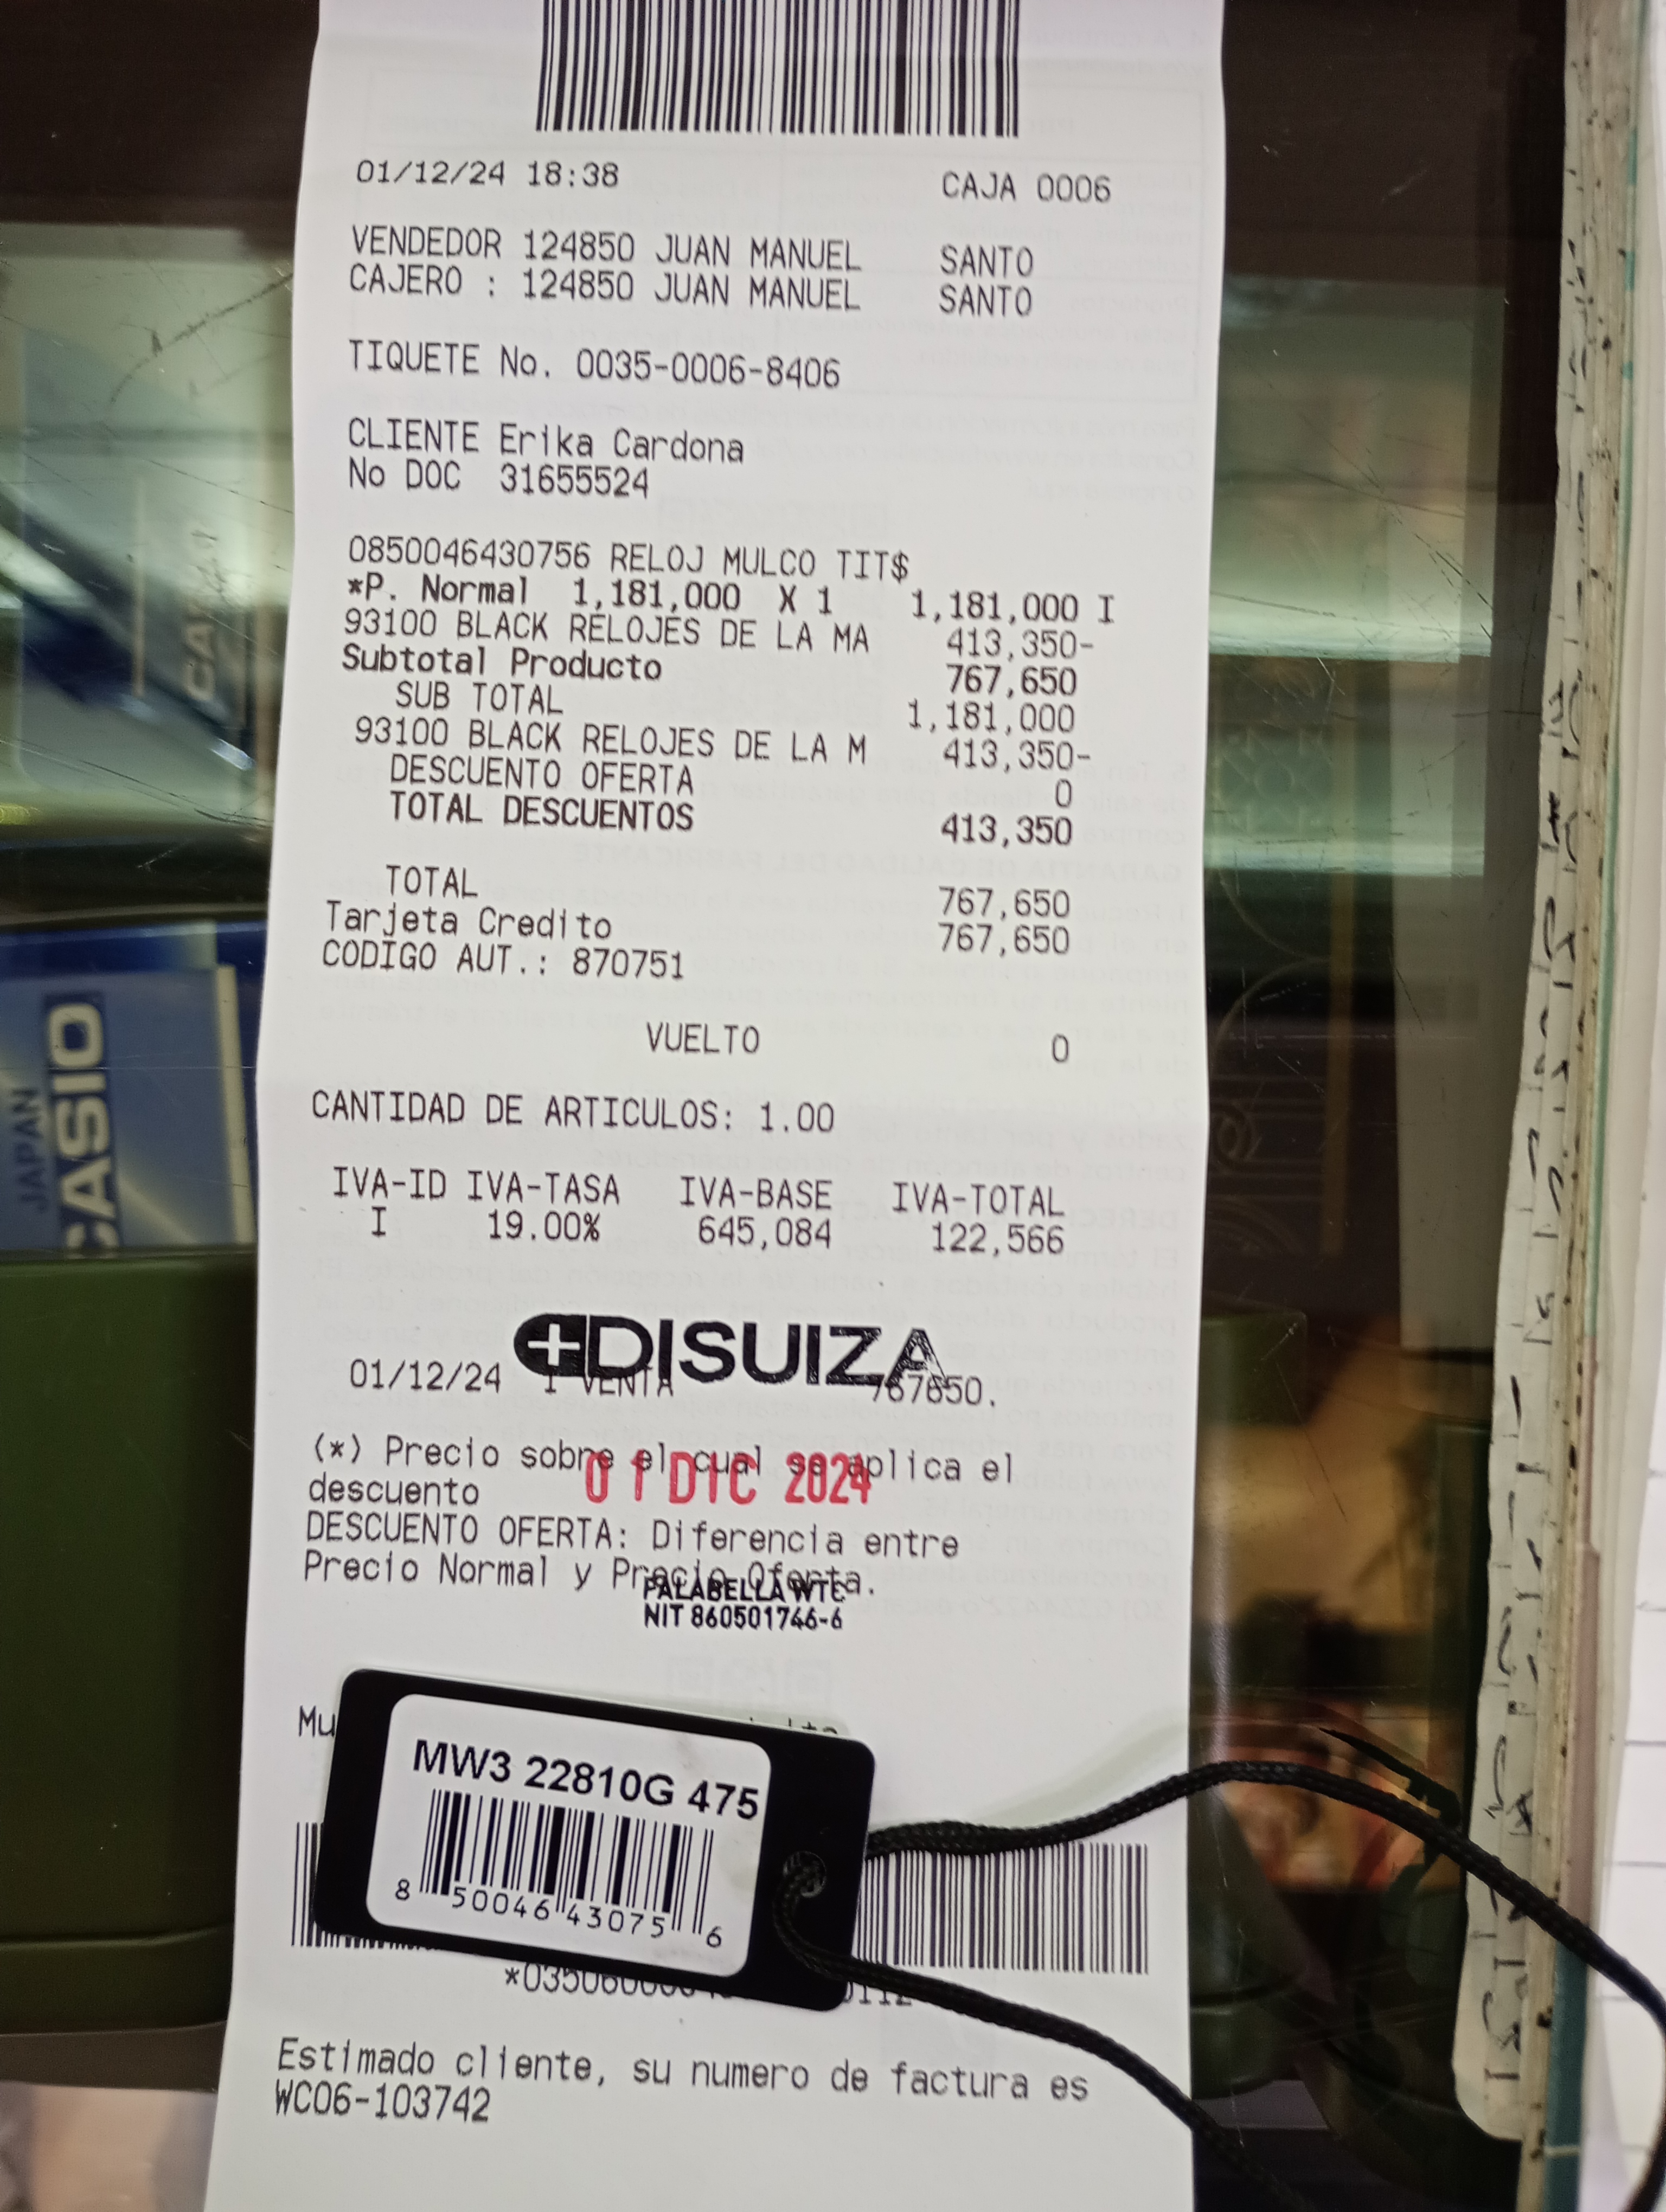 01/12/24 18:38 CAJA 0006
VENDEDOR 124850 JUAN MANUEL SANTO
CAJERO : 124850 JUAN MANUEL SANTO
TIQUETE No. 0035-0006-8406
CLIENTE Erika Cardona
No DOC 31655524
0850046430756 RELOJ MULCO TIT$
*P. Normal 1,181,000 X 1 1,181,000 I
93100 BLACK RELOJES DE LA MA 413,350-
Subtotal Producto 767,650
SUB TOTAL 1,181,000
93100 BLACK RELOJES DE LA M 413,350-
DESCUENTO OFERTA 0
TOTAL DESCUENTOS 413,350
TOTAL 767,650
Tarjeta Credito 767,650
CODIGO AUT.: 870751
VUELTO 0
CANTIDAD DE ARTICULOS: 1.00
IVA-ID IVA-TASA IVA-BASE IVA-TOTAL
I 19.00% 645,084 122,566
DISUIZA
01/12/24 1 VENTA 767650.
(*) Precio sobre el cual se aplica el
descuento
01 DIC 2024
DESCUENTO OFERTA: Diferencia entre
Precio Normal y Precio Oferta.
FALABELLA WTC
NIT 860501746-6
MW3 22810G 475
8 50046 43075 6
Estimado cliente, su numero de factura es
WC06-103742
CASIO
JAPAN